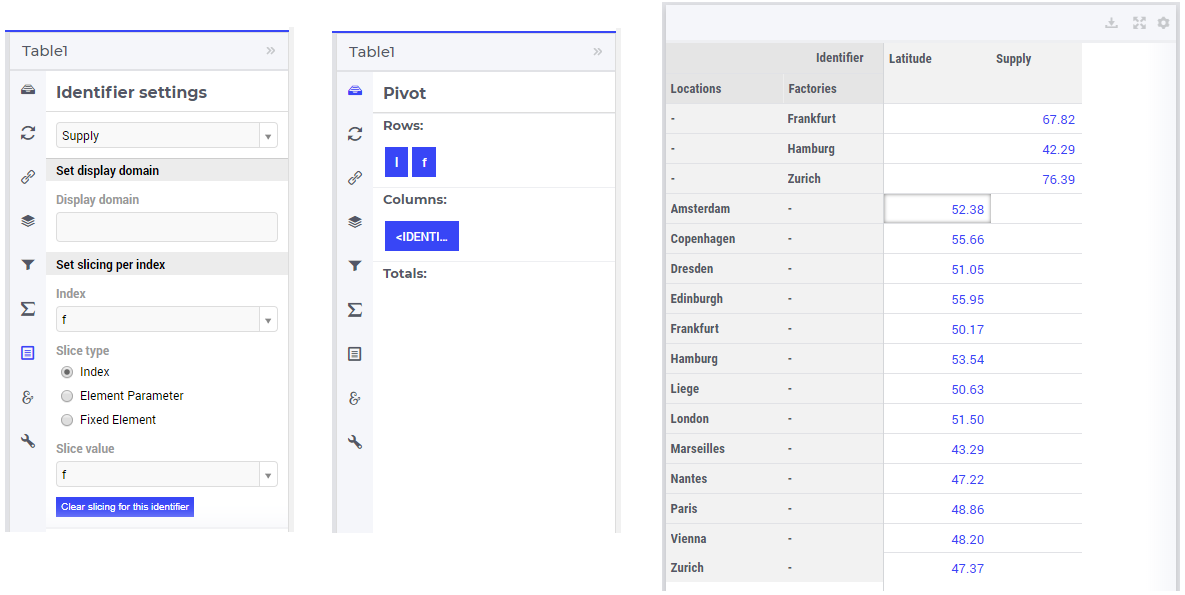 Table1 »
Identifier settings
Supply
Set display domain
Display domain
Set slicing per index
Index
f
Slice type
Index
Element Parameter
Fixed Element
Slice value
f
Clear slicing for this identifier
Table1 »
Pivot
Rows:
l f
Columns:
<IDENTI...
Totals:
Identifier Latitude Supply
Locations Factories
- Frankfurt 67.82
- Hamburg 42.29
- Zurich 76.39
Amsterdam - 52.38
Copenhagen - 55.66
Dresden - 51.05
Edinburgh - 55.95
Frankfurt - 50.17
Hamburg - 53.54
Liege - 50.63
London - 51.50
Marseilles - 43.29
Nantes - 47.22
Paris - 48.86
Vienna - 48.20
Zurich - 47.37